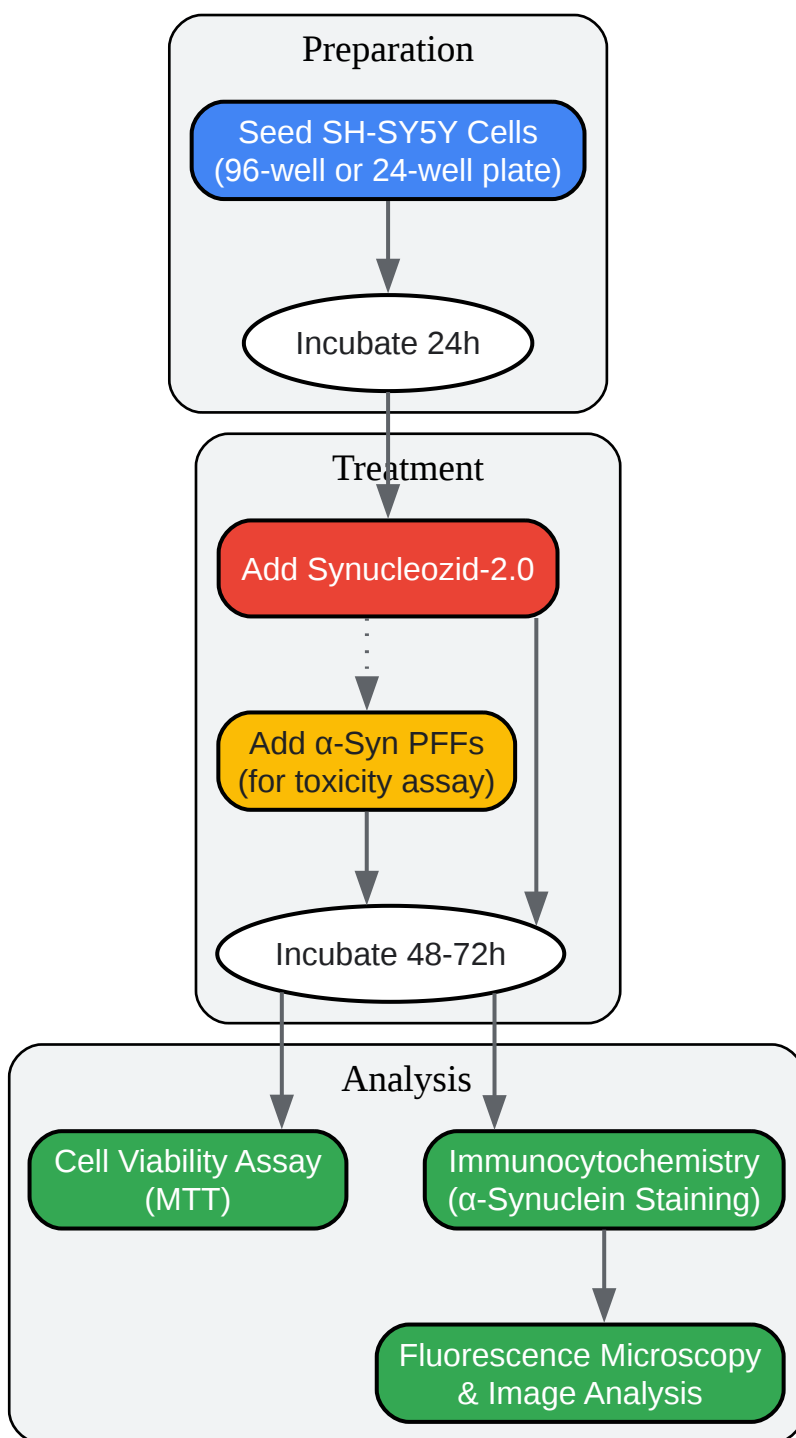 Preparation
Seed SH-SY5Y Cells
(96-well or 24-well plate)
Incubate 24h
Treatment
Add Synucleozid-2.0
Add α-Syn PFFs
(for toxicity assay)
Incubate 48-72h
Analysis
Cell Viability Assay
(MTT)
Immunocytochemistry
(α-Synuclein Staining)
Fluorescence Microscopy
& Image Analysis